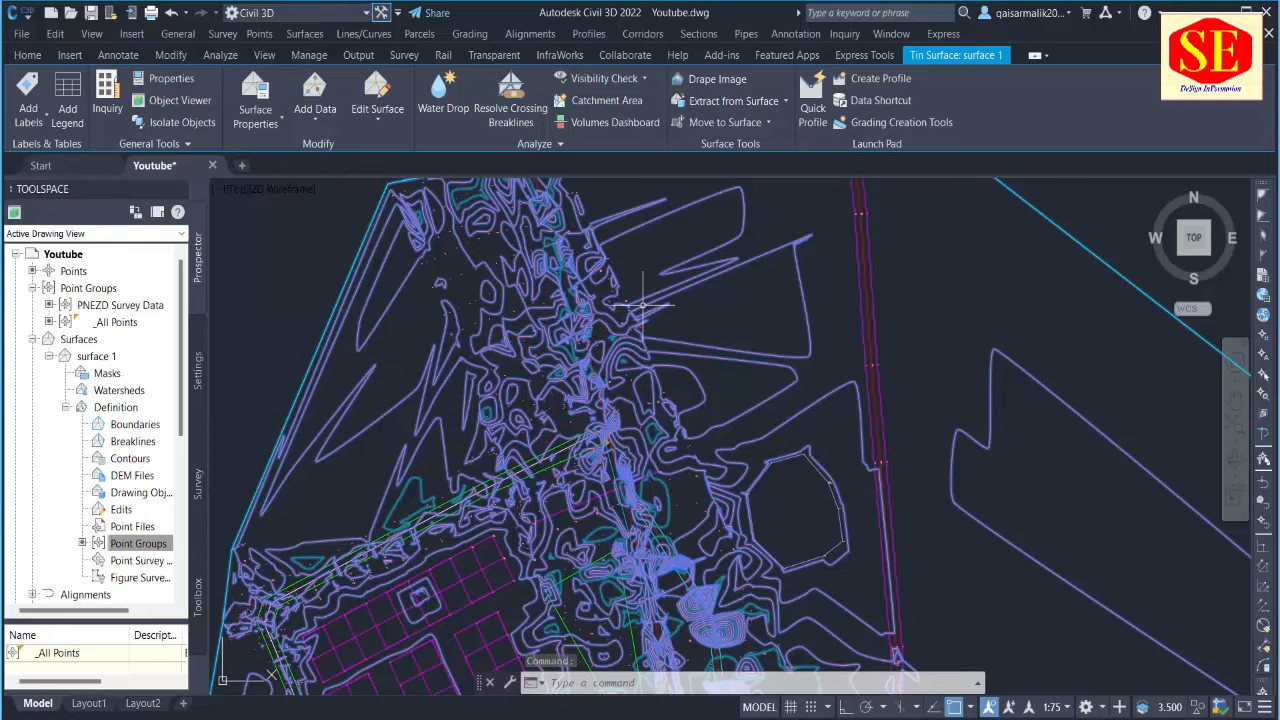 C3D
Civil 3D
Share
Autodesk Civil 3D 2022 Youtube.dwg
Type a keyword or phrase
qaisarmalik20...
File Edit View Insert General Survey Points Surfaces Lines/Curves Parcels Grading Alignments Profiles Corridors Sections Pipes Annotation Inquiry Window Express
Home Insert Annotate Modify Analyze View Manage Output Survey Rail Transparent InfraWorks Collaborate Help Add-ins Featured Apps Express Tools Tin Surface: surface 1
SE
DeSign InFormation
Add Labels
Add Legend
Inquiry
Properties
Object Viewer
Isolate Objects
Surface Properties
Add Data
Edit Surface
Water Drop
Resolve Crossing Breaklines
Visibility Check
Catchment Area
Volumes Dashboard
Drape Image
Extract from Surface
Move to Surface
Quick Profile
Create Profile
Data Shortcut
Grading Creation Tools
Labels & Tables General Tools Modify Analyze Surface Tools Launch Pad
Start Youtube*
TOOLSPACE
Active Drawing View
Youtube
Points
Point Groups
PNEZD Survey Data
_All Points
Surfaces
surface 1
Masks
Watersheds
Definition
Boundaries
Breaklines
Contours
DEM Files
Drawing Obj...
Edits
Point Files
Point Groups
Point Survey
Figure Surve...
Alignments
Prospector
Settings
Survey
Toolbox
Name Descript...
_All Points
[-][Top][2D Wireframe]
N
W TOP E
S
WCS
Command:
Type a command
Model Layout1 Layout2
MODEL
1:75
3.500